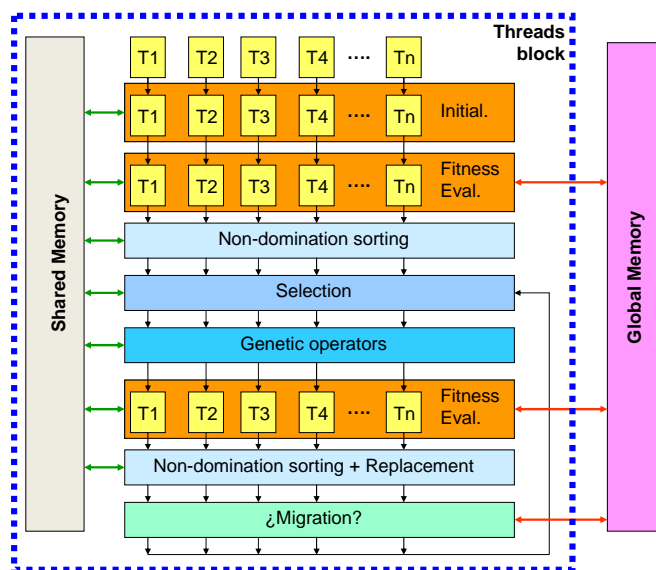 Threads
block
T1 T2 T3 T4 .... Tn
T1 T2 T3 T4 .... Tn Initial.
T1 T2 T3 T4 .... Tn Fitness
Eval.
Non-domination sorting
Selection
Genetic operators
T1 T2 T3 T4 .... Tn Fitness
Eval.
Non-domination sorting + Replacement
¿Migration?
Shared Memory
Global Memory